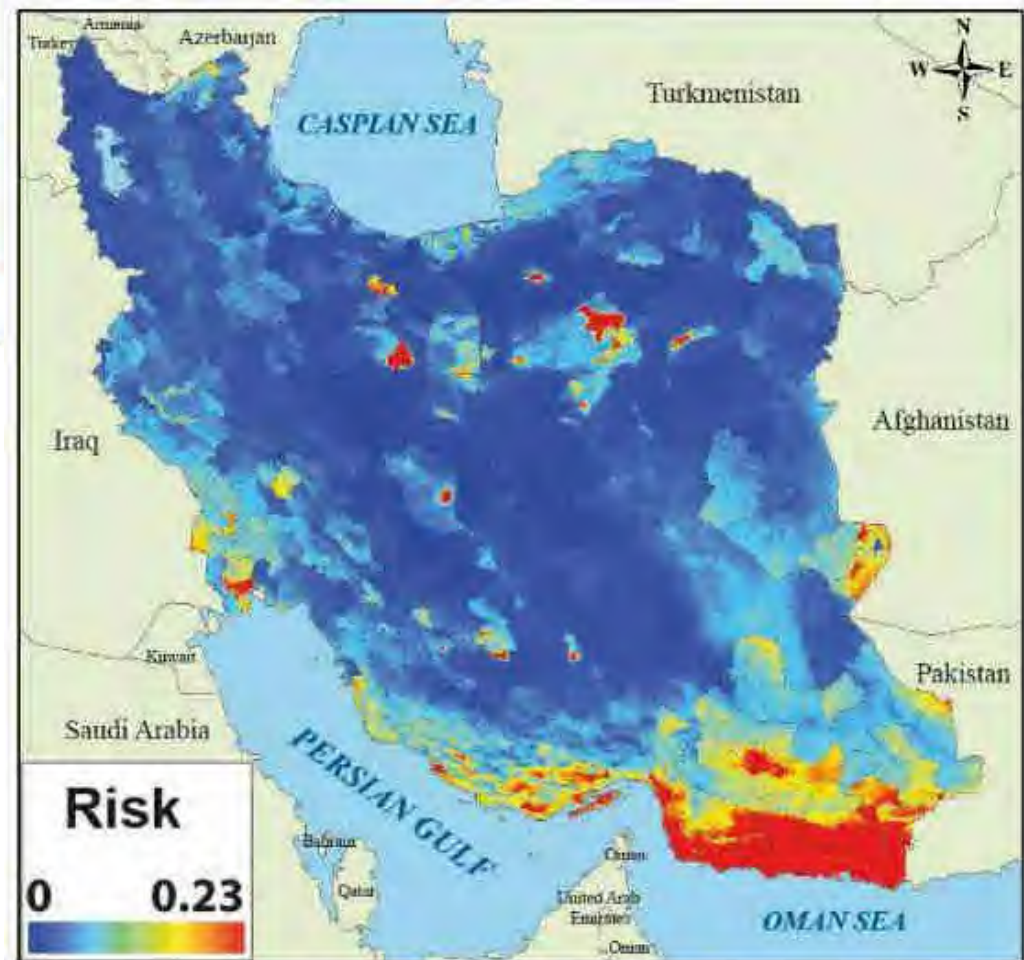 Armenia
Turkey
Azerbaijan
N
W E
S
Turkmenistan
CASPIAN SEA
Afghanistan
Iraq
Kuwait
Pakistan
Saudi Arabia
PERSIAN GULF
Risk
0 0.23
Bahrain
Qatar
Oman
United Arab
Emirates
OMAN SEA
Oman